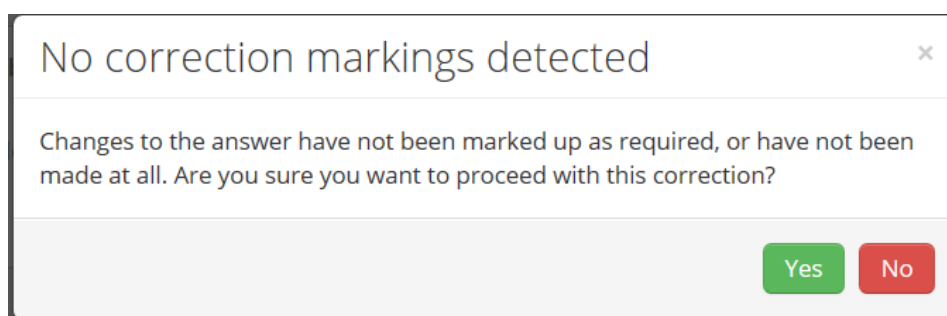 No correction markings detected
×
Changes to the answer have not been marked up as required, or have not been
made at all. Are you sure you want to proceed with this correction?
Yes No